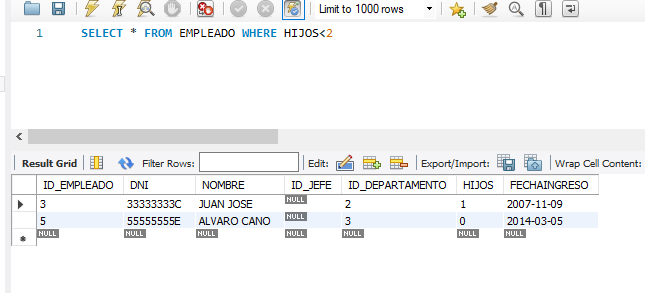 Limit to 1000 rows
1 SELECT * FROM EMPLEADO WHERE HIJOS<2
Result Grid Filter Rows: Edit: Export/Import: Wrap Cell Content:
ID_EMPLEADO DNI NOMBRE ID_JEFE ID_DEPARTAMENTO HIJOS FECHAINGRESO
3 33333333C JUAN JOSE NULL 2 1 2007-11-09
5 55555555E ALVARO CANO NULL 3 0 2014-03-05
NULL NULL NULL NULL NULL NULL NULL